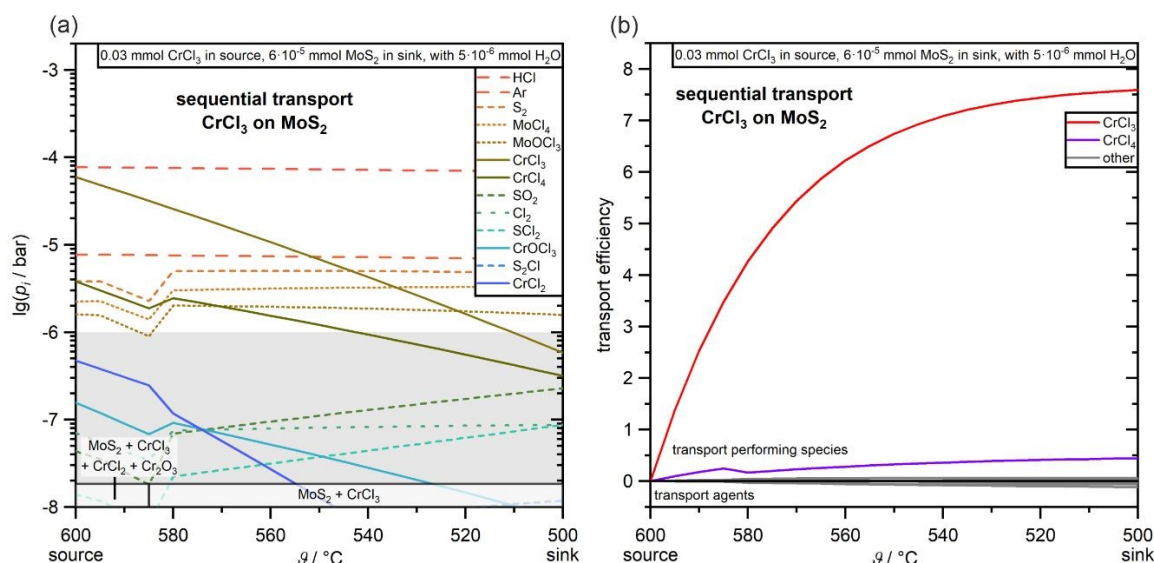 (a)
0.03 mmol CrCl₃ in source, 6·10⁻⁵ mmol MoS₂ in sink, with 5·10⁻⁶ mmol H₂O
sequential transport
CrCl₃ on MoS₂
HCl
Ar
S₂
MoCl₄
MoOCl₃
CrCl₃
CrCl₄
SO₂
Cl₂
SCl₂
CrOCl₃
S₂Cl
CrCl₂
lg(pᵢ / bar)
-3
-4
-5
-6
-7
-8
MoS₂ + CrCl₃
+ CrCl₂ + Cr₂O₃
MoS₂ + CrCl₃
600 580 560 540 520 500
source ϑ / °C sink
(b)
0.03 mmol CrCl₃ in source, 6·10⁻⁵ mmol MoS₂ in sink, with 5·10⁻⁶ mmol H₂O
sequential transport
CrCl₃ on MoS₂
CrCl₃
CrCl₄
other
transport efficiency
8
7
6
5
4
3
2
1
0
transport performing species
transport agents
600 580 560 540 520 500
source ϑ / °C sink